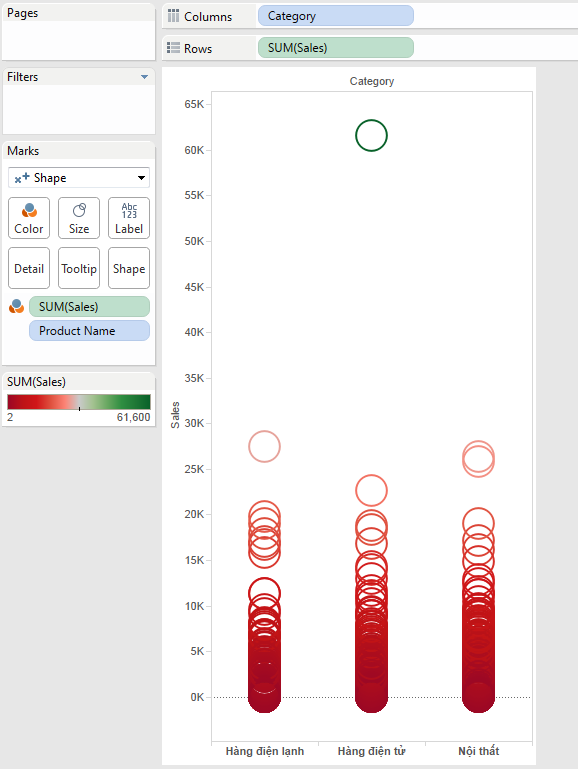 Pages
Columns
Category
Rows
SUM(Sales)
Filters
Marks
Shape
Color
Size
Abc
123
Label
Detail
Tooltip
Shape
SUM(Sales)
Product Name
SUM(Sales)
2
61,600
Category
65K
60K
55K
50K
45K
40K
35K
30K
25K
20K
15K
10K
5K
0K
Sales
Hàng điện lạnh
Hàng điện tử
Nội thất